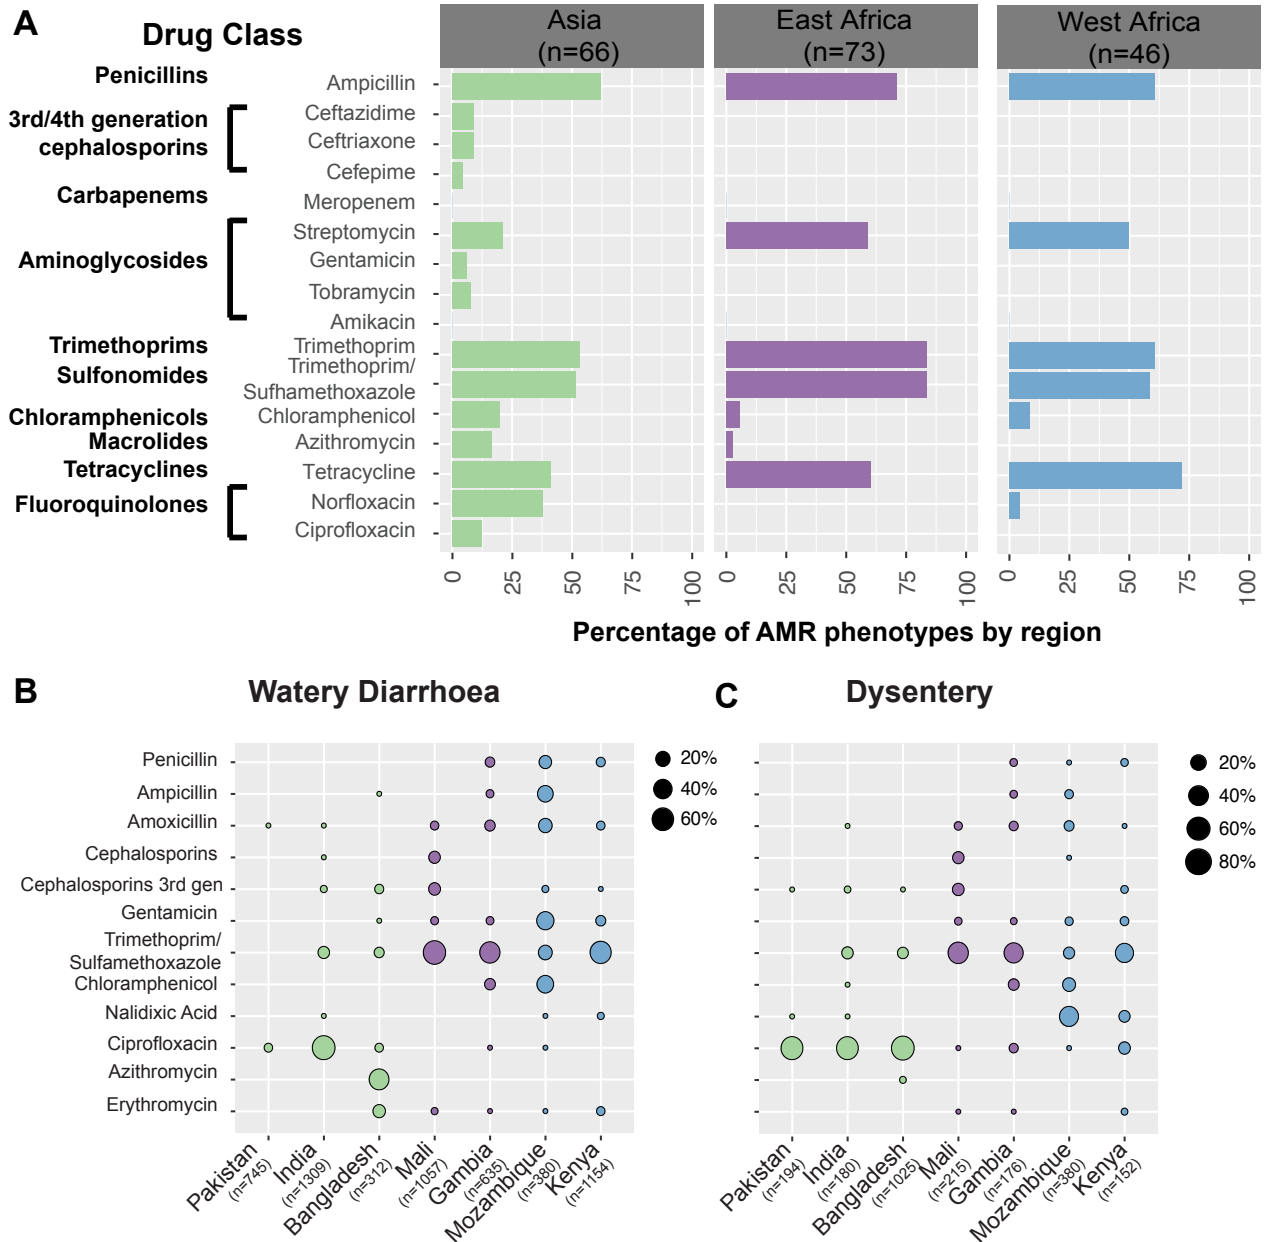 A
Drug Class
Asia
(n=66)
East Africa
(n=73)
West Africa
(n=46)
Penicillins
3rd/4th generation
cephalosporins
Carbapenems
Aminoglycosides
Trimethoprims
Sulfonomides
Chloramphenicols
Macrolides
Tetracyclines
Fluoroquinolones
Ampicillin
Ceftazidime
Ceftriaxone
Cefepime
Meropenem
Streptomycin
Gentamicin
Tobramycin
Amikacin
Trimethoprim
Trimethoprim/
Sufhamethoxazole
Chloramphenicol
Azithromycin
Tetracycline
Norfloxacin
Ciprofloxacin
0 25 50 75 100
0 25 50 75 100
0 25 50 75 100
Percentage of AMR phenotypes by region
B
Watery Diarrhoea
Penicillin
Ampicillin
Amoxicillin
Cephalosporins
Cephalosporins 3rd gen
Gentamicin
Trimethoprim/
Sulfamethoxazole
Chloramphenicol
Nalidixic Acid
Ciprofloxacin
Azithromycin
Erythromycin
20%
40%
60%
Pakistan
(n=745)
India
(n=1309)
Bangladesh
(n=312)
Mali
(n=1057)
Gambia
(n=635)
Mozambique
(n=380)
Kenya
(n=1154)
C
Dysentery
20%
40%
60%
80%
Pakistan
(n=194)
India
(n=180)
Bangladesh
(n=1025)
Mali
(n=215)
Gambia
(n=176)
Mozambique
(n=380)
Kenya
(n=152)